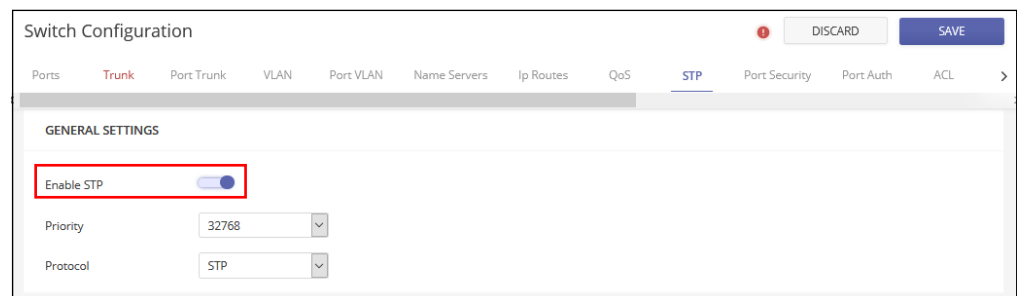 Switch Configuration
DISCARD
SAVE
Ports Trunk Port Trunk VLAN Port VLAN Name Servers Ip Routes QoS STP Port Security Port Auth ACL
GENERAL SETTINGS
Enable STP
Priority 32768
Protocol STP